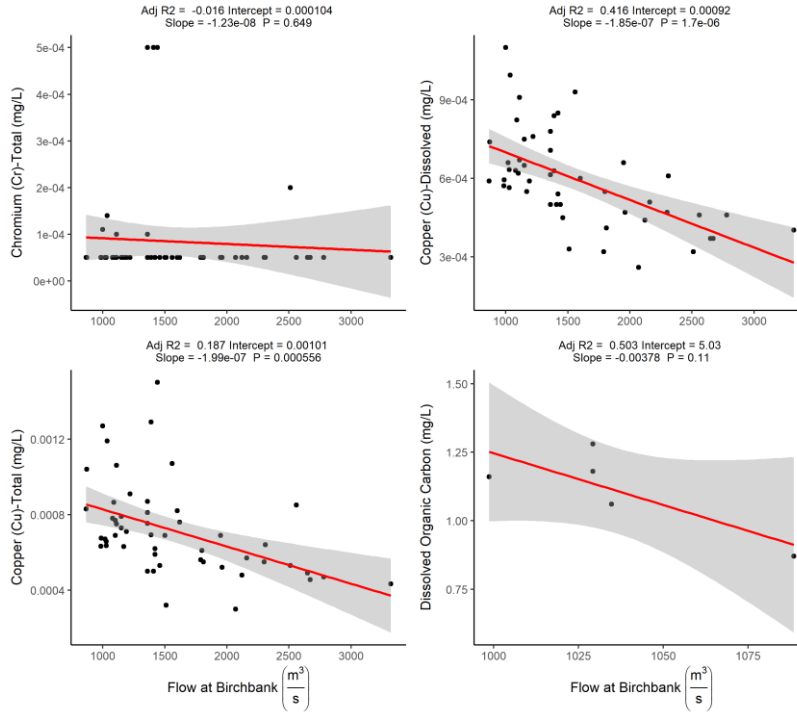 Adj R2 = -0.016 Intercept = 0.000104
Slope = -1.23e-08 P = 0.649
Chromium (Cr)-Total (mg/L)
5e-04
4e-04
3e-04
2e-04
1e-04
0e+00
1000 1500 2000 2500 3000
Adj R2 = 0.416 Intercept = 0.00092
Slope = -1.85e-07 P = 1.7e-06
Copper (Cu)-Dissolved (mg/L)
9e-04
6e-04
3e-04
1000 1500 2000 2500 3000
Adj R2 = 0.187 Intercept = 0.00101
Slope = -1.99e-07 P = 0.000556
Copper (Cu)-Total (mg/L)
0.0012
0.0008
0.0004
1000 1500 2000 2500 3000
Flow at Birchbank (m³/s)
Adj R2 = 0.503 Intercept = 5.03
Slope = -0.00378 P = 0.11
Dissolved Organic Carbon (mg/L)
1.50
1.25
1.00
0.75
1000 1025 1050 1075
Flow at Birchbank (m³/s)